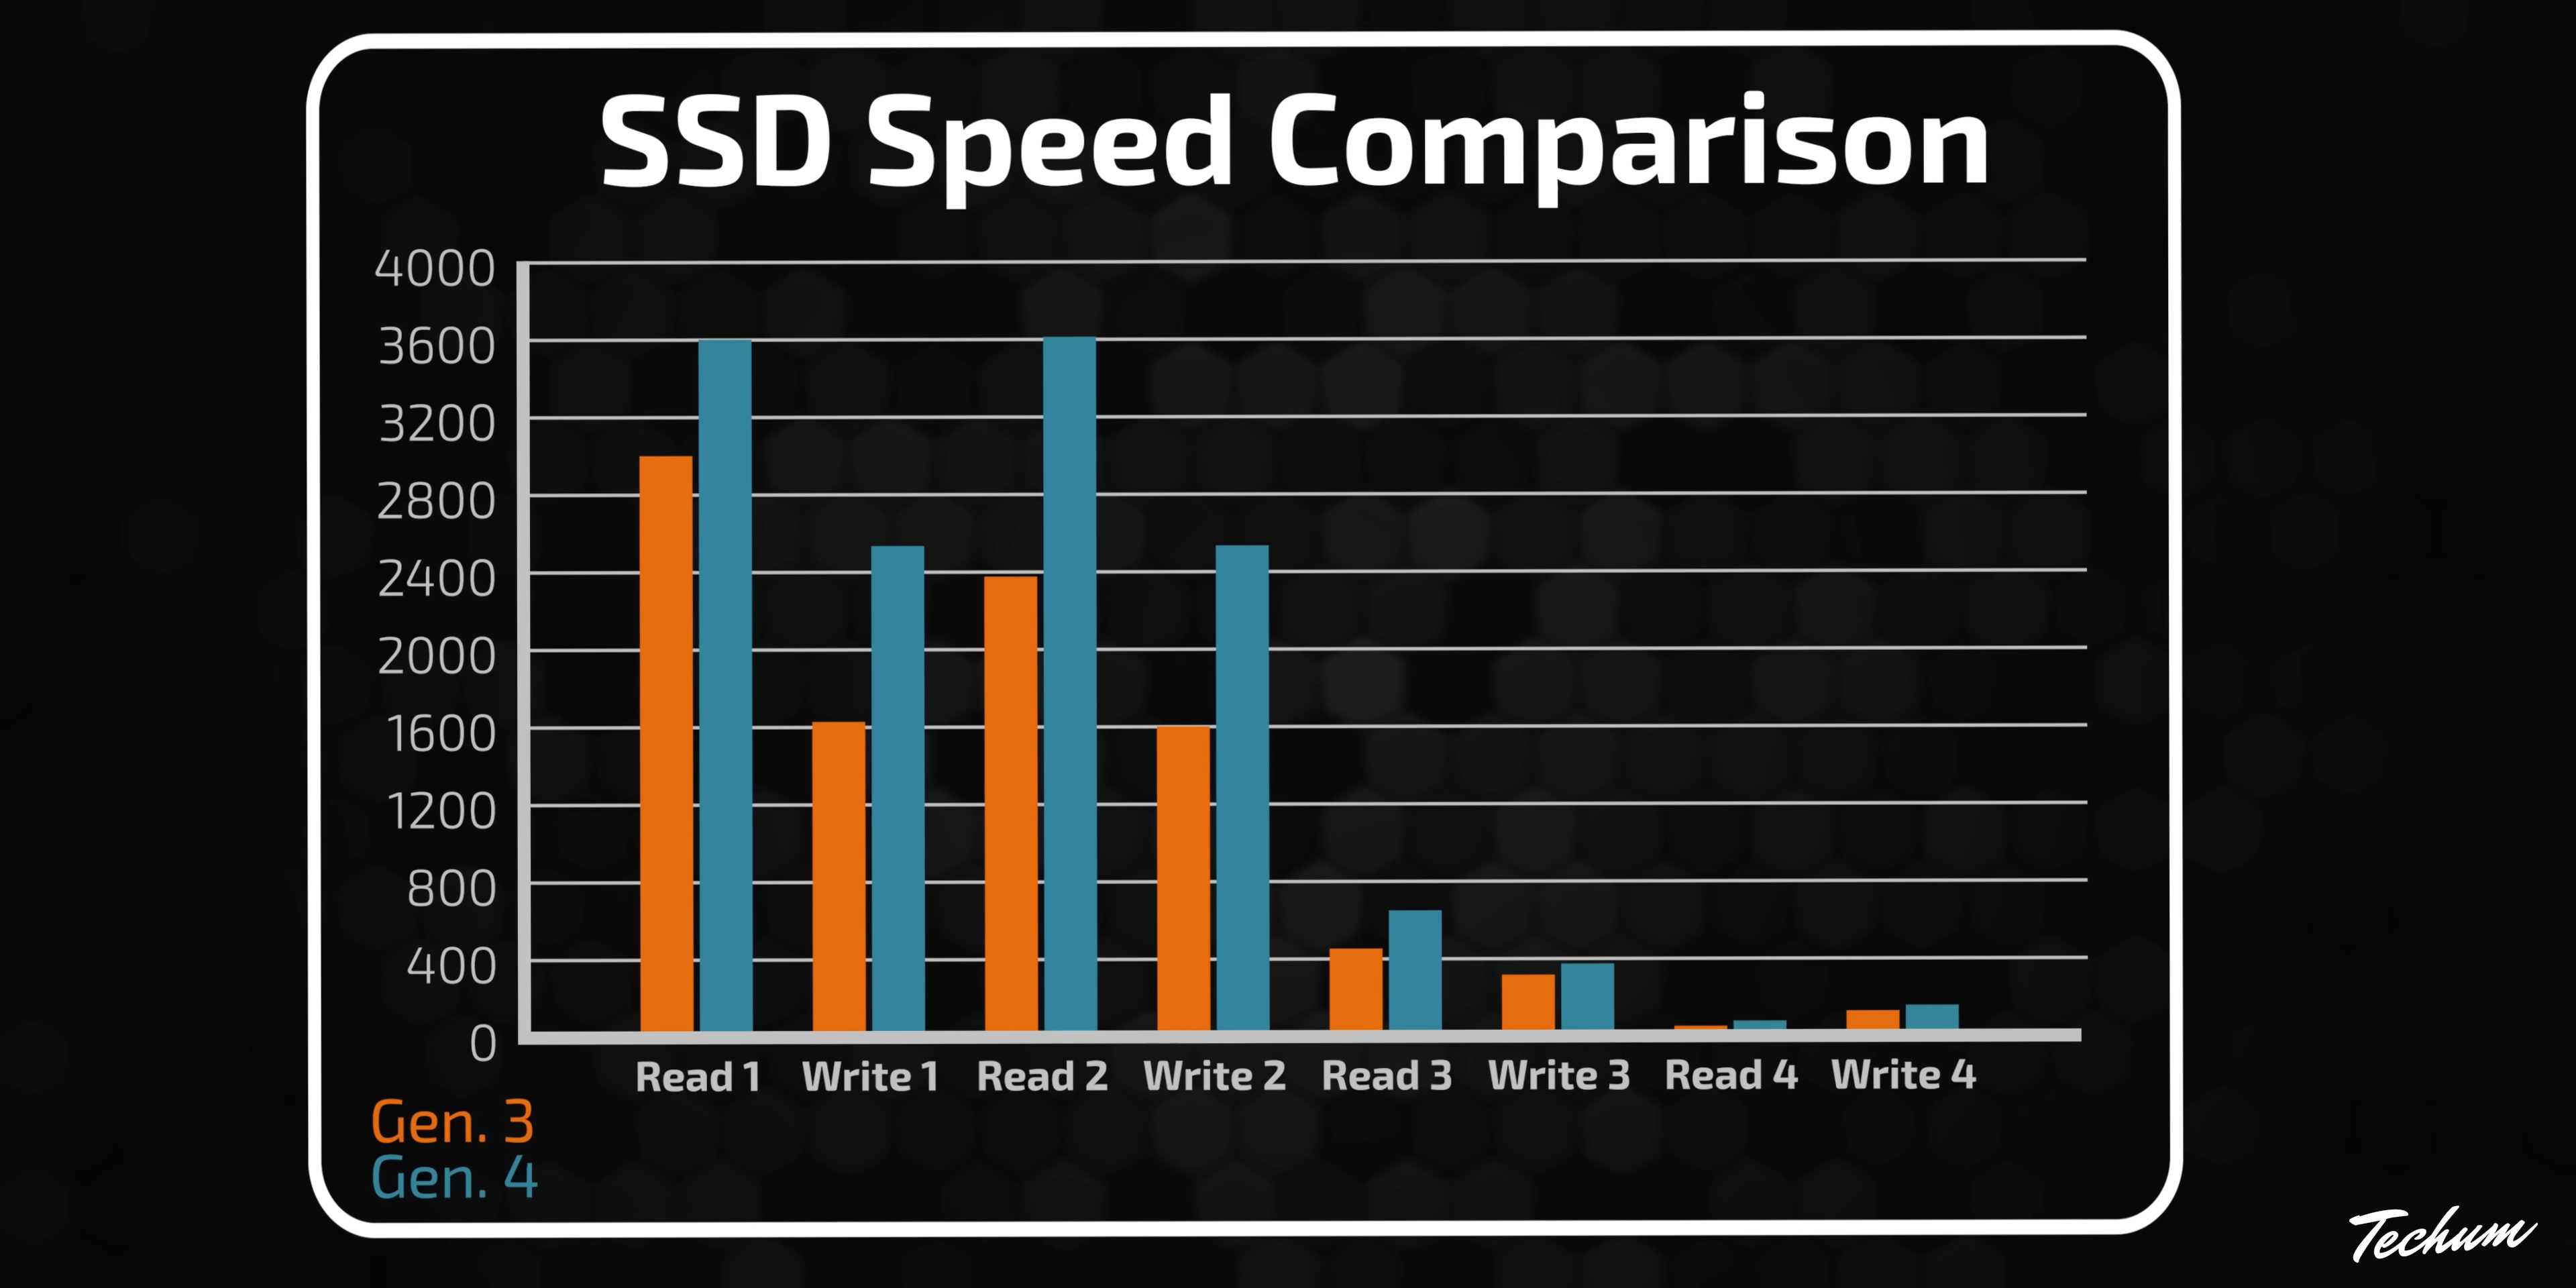 SSD Speed Comparison
4000
3600
3200
2800
2400
2000
1600
1200
800
400
0
Read 1 Write 1 Read 2 Write 2 Read 3 Write 3 Read 4 Write 4
Gen. 3
Gen. 4
Techum